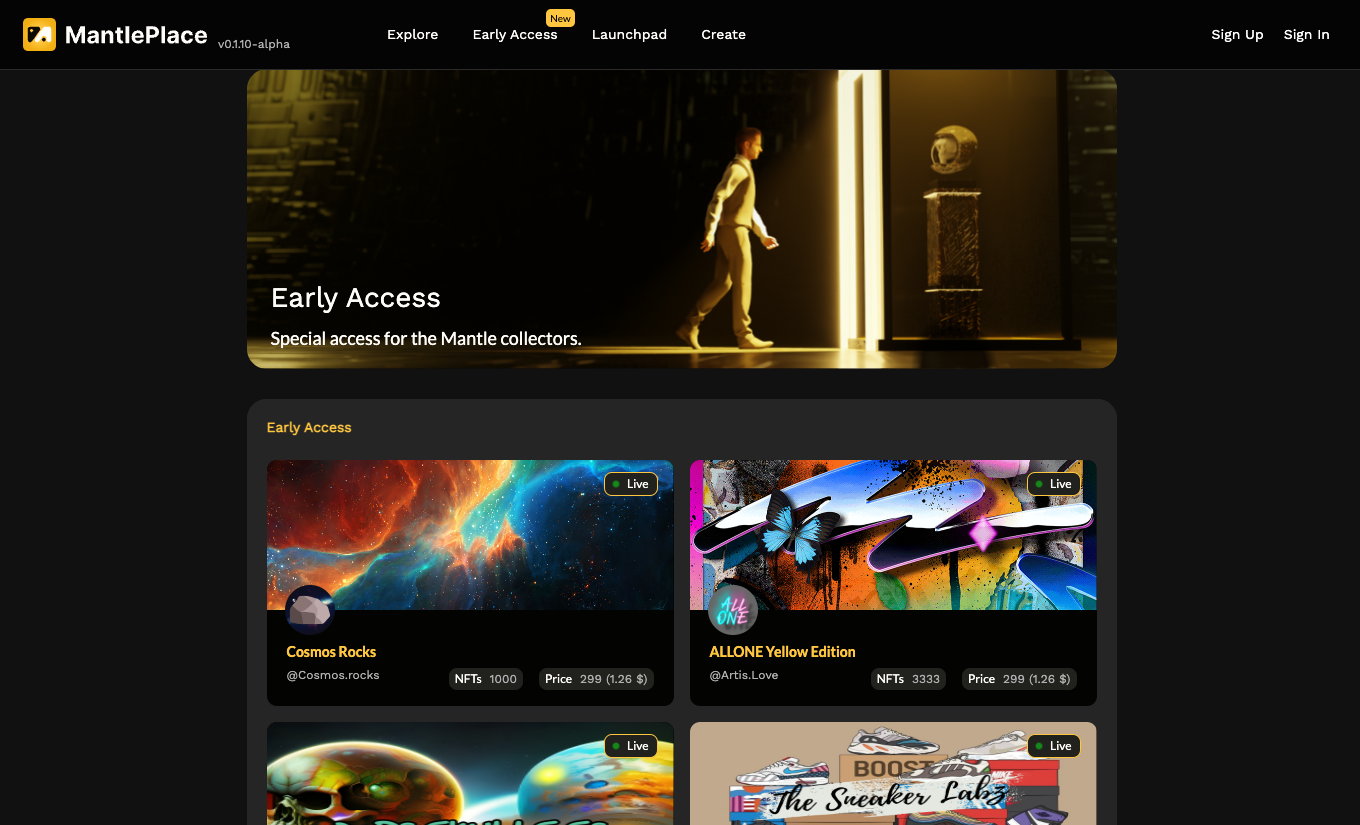 MantlePlace v0.1.10-alpha
Explore Early Access New Launchpad Create
Sign Up Sign In
Early Access
Special access for the Mantle collectors.
Early Access
Live
ALL
ONE
Cosmos Rocks
@Cosmos.rocks
NFTs 1000 Price 299 (1.26 $)
Live
ALLONE Yellow Edition
@Artis.Love
NFTs 3333 Price 299 (1.26 $)
Live
Live
BOOST
NIKE
The Sneaker Labz